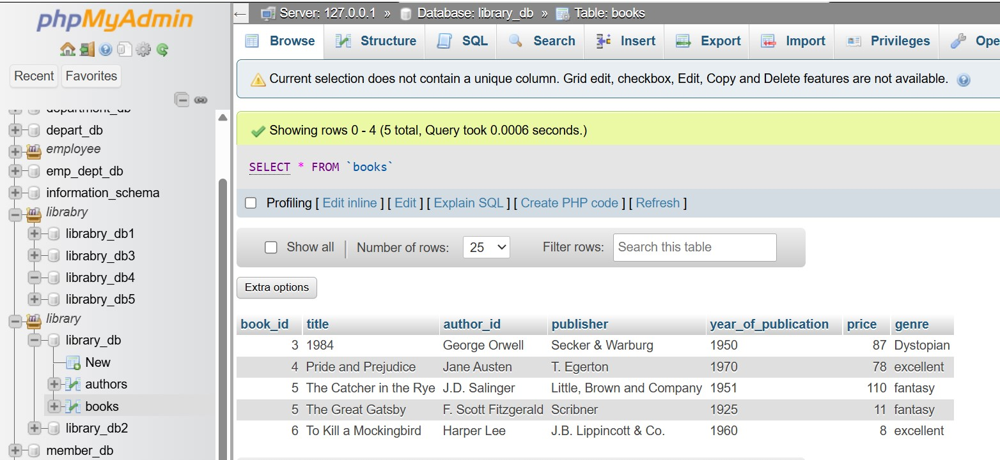 phpMyAdmin
Recent Favorites
department_db
depart_db
employee
emp_dept_db
information_schema
librabry
librabry_db1
librabry_db3
librabry_db4
librabry_db5
library
library_db
New
authors
books
library_db2
member_db
← Server: 127.0.0.1 » Database: library_db » Table: books
Browse Structure SQL Search Insert Export Import Privileges Ope
Current selection does not contain a unique column. Grid edit, checkbox, Edit, Copy and Delete features are not available.
Showing rows 0 - 4 (5 total, Query took 0.0006 seconds.)
SELECT * FROM `books`
Profiling [ Edit inline ] [ Edit ] [ Explain SQL ] [ Create PHP code ] [ Refresh ]
Show all | Number of rows: 25 Filter rows: Search this table
Extra options
book_id title author_id publisher year_of_publication price genre
3 1984 George Orwell Secker & Warburg 1950 87 Dystopian
4 Pride and Prejudice Jane Austen T. Egerton 1970 78 excellent
5 The Catcher in the Rye J.D. Salinger Little, Brown and Company 1951 110 fantasy
5 The Great Gatsby F. Scott Fitzgerald Scribner 1925 11 fantasy
6 To Kill a Mockingbird Harper Lee J.B. Lippincott & Co. 1960 8 excellent